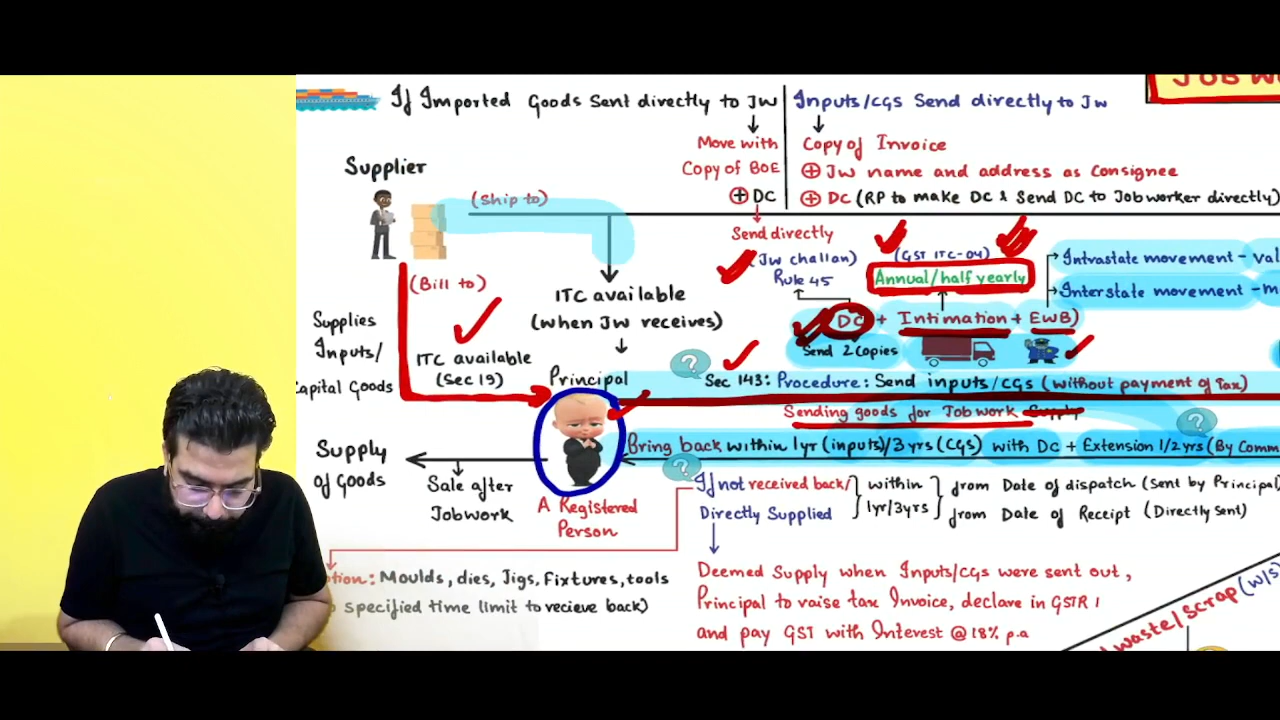 JOB W
If Imported Goods Sent directly to JW
Inputs/CGS Send directly to JW
Move with
Copy of BOE
+ DC
Copy of Invoice
+ JW name and address as Consignee
+ DC (RP to make DC & Send DC to Jobworker directly)
Supplier
(Ship to)
Send directly
(JW challan)
Rule 45
(GST ITC-04)
Annual/half yearly
Intrastate movement - val
Interstate movement - m
(Bill to)
ITC available
(when JW receives)
DC + Intimation + EWB)
Send 2 Copies
Supplies
Inputs/
Capital Goods
ITC available
(Sec 19)
Principal
?
Sec 143: Procedure: Send inputs/CGS (without payment of Tax)
Sending goods for Job work Supply
?
Bring back within 1yr (inputs)/3 yrs (CGS) with DC + Extension 1/2 yrs (By Comm
Supply
of Goods
Sale after
Jobwork
A Registered
Person
?
If not received back/
Directly Supplied
within
1yr/3yrs
from Date of dispatch (sent by Principal
from Date of Receipt (Directly sent)
tion: Moulds, dies, Jigs, Fixtures, tools
specified time limit to recieve back)
Deemed Supply when Inputs/CGS were sent out,
Principal to raise tax Invoice, declare in GSTR 1
and pay GST with Interest @ 18% p.a
waste/scrap (w/s)